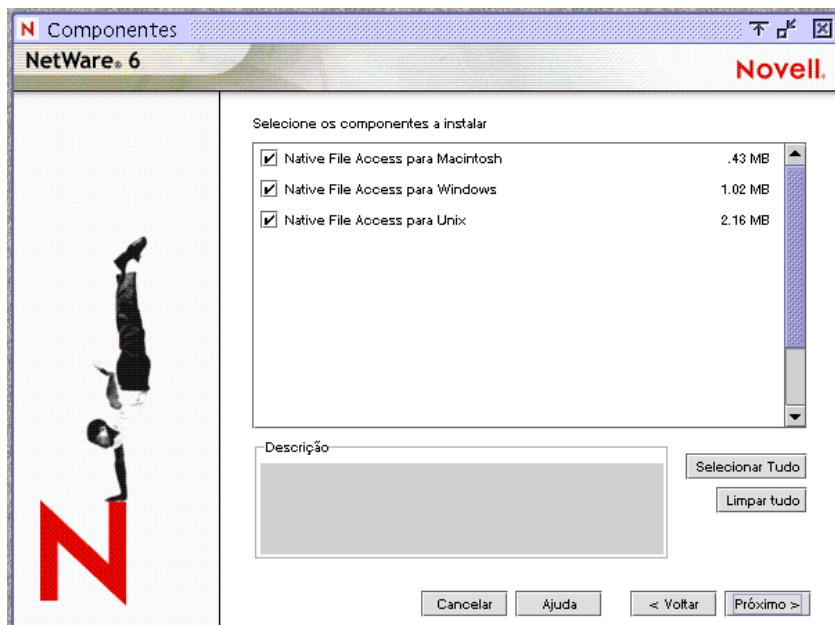 N Componentes
NetWare® 6
Novell.
Selecione os componentes a instalar
Native File Access para Macintosh .43 MB
Native File Access para Windows 1.02 MB
Native File Access para Unix 2.16 MB
Descrição
Selecionar Tudo
Limpar tudo
N
Cancelar Ajuda < Voltar Próximo >